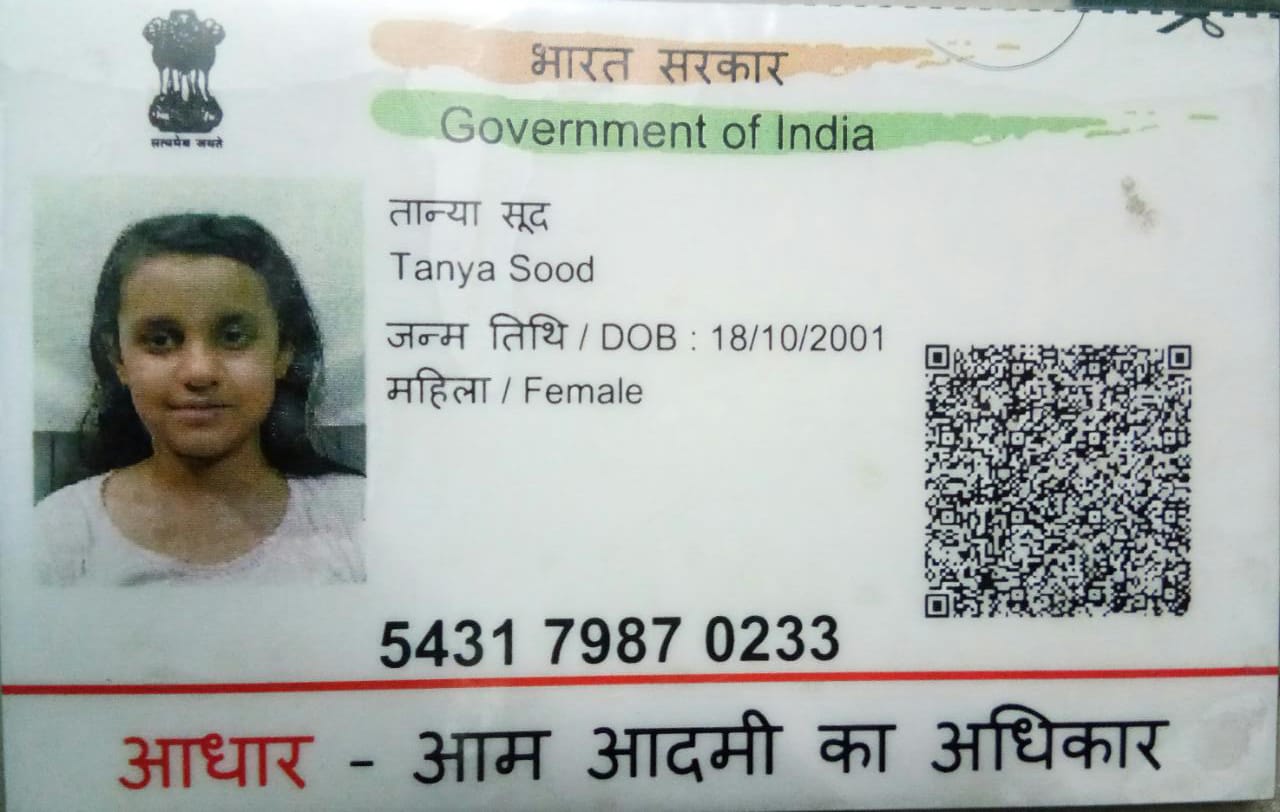 सत्यमेव जयते
भारत सरकार
Government of India
तान्या सूद
Tanya Sood
जन्म तिथि / DOB : 18/10/2001
महिला / Female
5431 7987 0233
आधार - आम आदमी का अधिकार